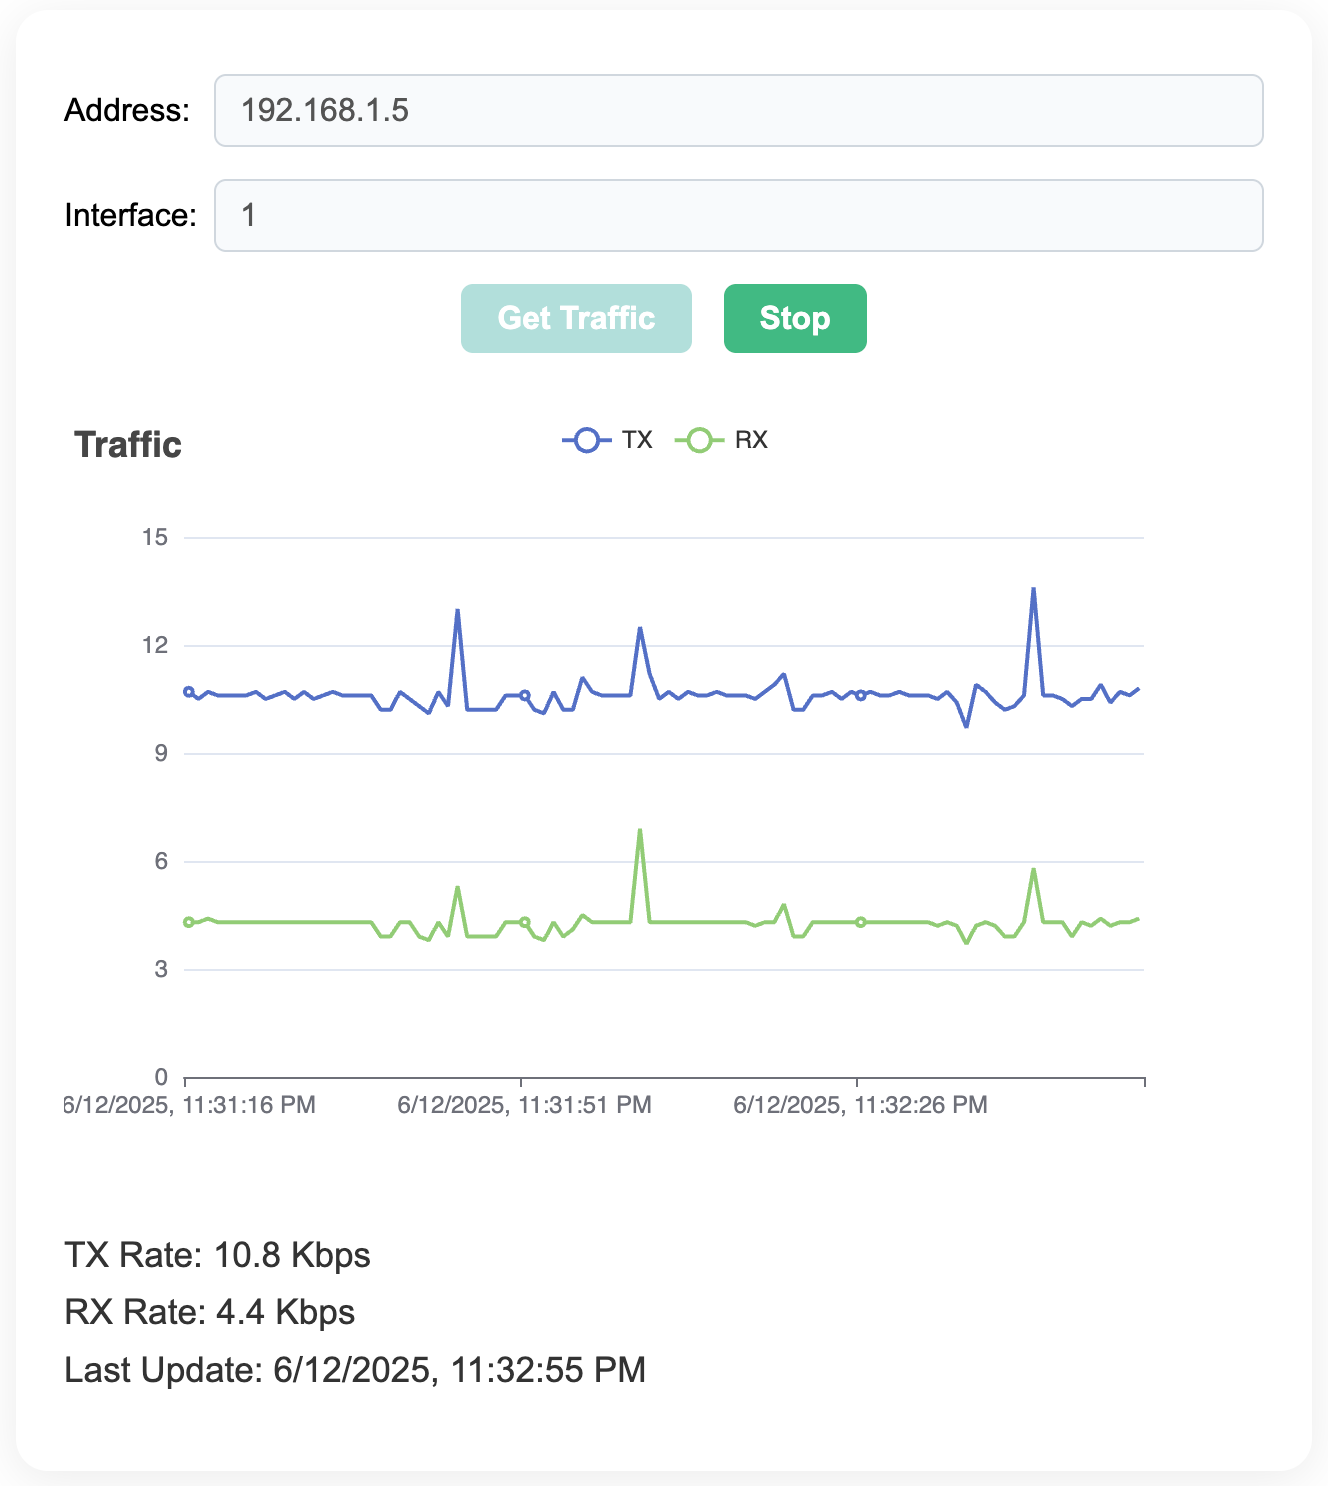 Address: 192.168.1.5
Interface: 1
Get Traffic Stop
Traffic TX RX
15
12
9
6
3
0
6/12/2025, 11:31:16 PM 6/12/2025, 11:31:51 PM 6/12/2025, 11:32:26 PM
TX Rate: 10.8 Kbps
RX Rate: 4.4 Kbps
Last Update: 6/12/2025, 11:32:55 PM